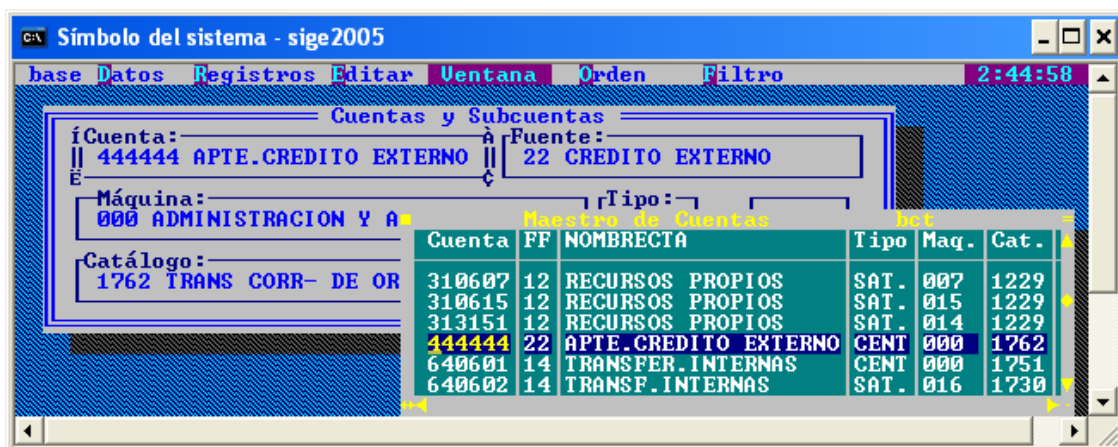 Símbolo del sistema - sige2005
base Datos Registros Editar Ventana Orden Filtro 2:44:58
Cuentas y Subcuentas
Cuenta: Fuente:
444444 APTE.CREDITO EXTERNO 22 CREDITO EXTERNO
Máquina: Tipo:
000 ADMINISTRACION Y A
Catálogo:
1762 TRANS CORR- DE OR
Maestro de Cuentas bct
Cuenta FF NOMBRECTA Tipo Maq. Cat.
310607 12 RECURSOS PROPIOS SAT. 007 1229
310615 12 RECURSOS PROPIOS SAT. 015 1229
313151 12 RECURSOS PROPIOS SAT. 014 1229
444444 22 APTE.CREDITO EXTERNO CENT 000 1762
640601 14 TRANSFER.INTERNAS CENT 000 1751
640602 14 TRANSF.INTERNAS SAT. 016 1730